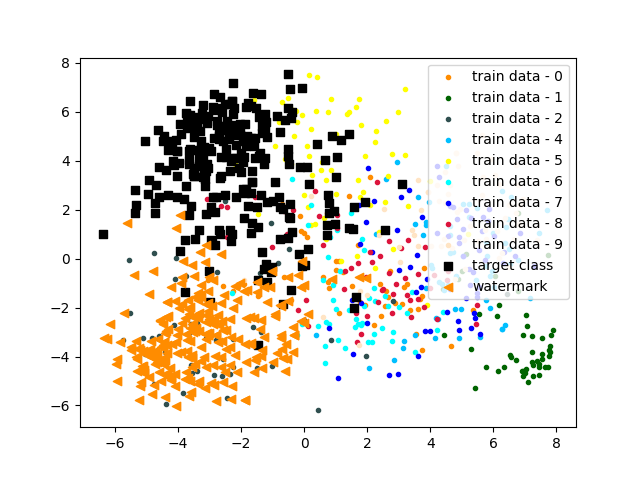 8
6
4
2
0
−2
−4
−6
−6 −4 −2 0 2 4 6 8
train data - 0
train data - 1
train data - 2
train data - 4
train data - 5
train data - 6
train data - 7
train data - 8
train data - 9
target class
watermark